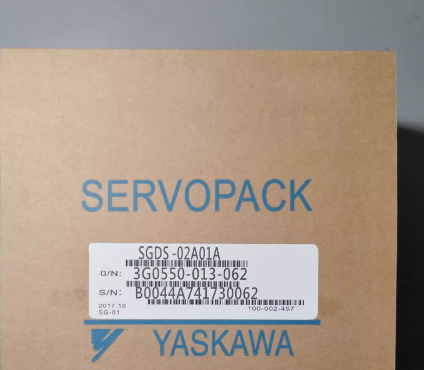 SERVOPACK
SGDS-02A01A
O/N: 3G0550-013-062
S/N: B0044A741730062
2017.10
SG-01
100-002-457
YASKAWA